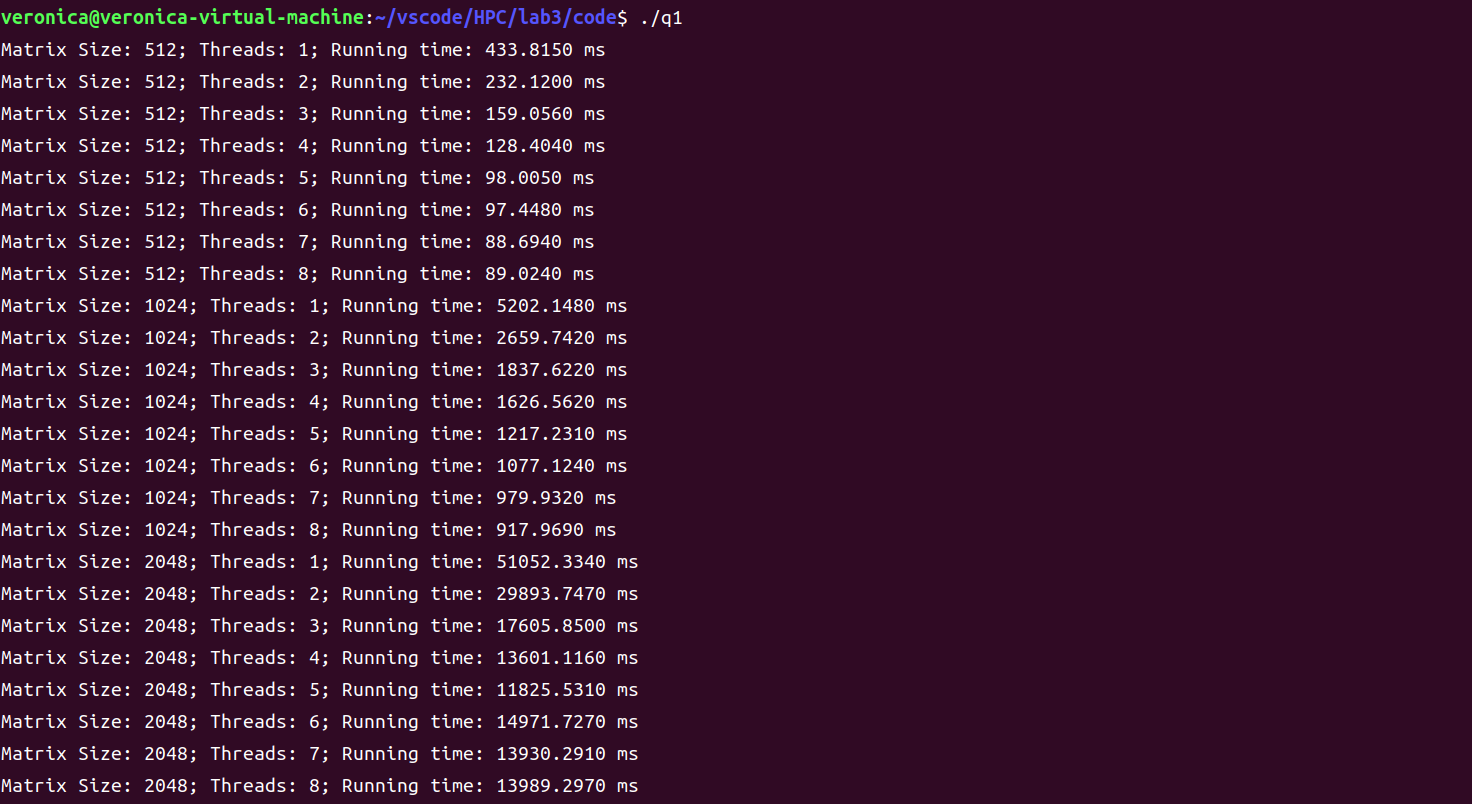 veronica@veronica-virtual-machine:~/vscode/HPC/lab3/code$ ./q1
Matrix Size: 512; Threads: 1; Running time: 433.8150 ms
Matrix Size: 512; Threads: 2; Running time: 232.1200 ms
Matrix Size: 512; Threads: 3; Running time: 159.0560 ms
Matrix Size: 512; Threads: 4; Running time: 128.4040 ms
Matrix Size: 512; Threads: 5; Running time: 98.0050 ms
Matrix Size: 512; Threads: 6; Running time: 97.4480 ms
Matrix Size: 512; Threads: 7; Running time: 88.6940 ms
Matrix Size: 512; Threads: 8; Running time: 89.0240 ms
Matrix Size: 1024; Threads: 1; Running time: 5202.1480 ms
Matrix Size: 1024; Threads: 2; Running time: 2659.7420 ms
Matrix Size: 1024; Threads: 3; Running time: 1837.6220 ms
Matrix Size: 1024; Threads: 4; Running time: 1626.5620 ms
Matrix Size: 1024; Threads: 5; Running time: 1217.2310 ms
Matrix Size: 1024; Threads: 6; Running time: 1077.1240 ms
Matrix Size: 1024; Threads: 7; Running time: 979.9320 ms
Matrix Size: 1024; Threads: 8; Running time: 917.9690 ms
Matrix Size: 2048; Threads: 1; Running time: 51052.3340 ms
Matrix Size: 2048; Threads: 2; Running time: 29893.7470 ms
Matrix Size: 2048; Threads: 3; Running time: 17605.8500 ms
Matrix Size: 2048; Threads: 4; Running time: 13601.1160 ms
Matrix Size: 2048; Threads: 5; Running time: 11825.5310 ms
Matrix Size: 2048; Threads: 6; Running time: 14971.7270 ms
Matrix Size: 2048; Threads: 7; Running time: 13930.2910 ms
Matrix Size: 2048; Threads: 8; Running time: 13989.2970 ms